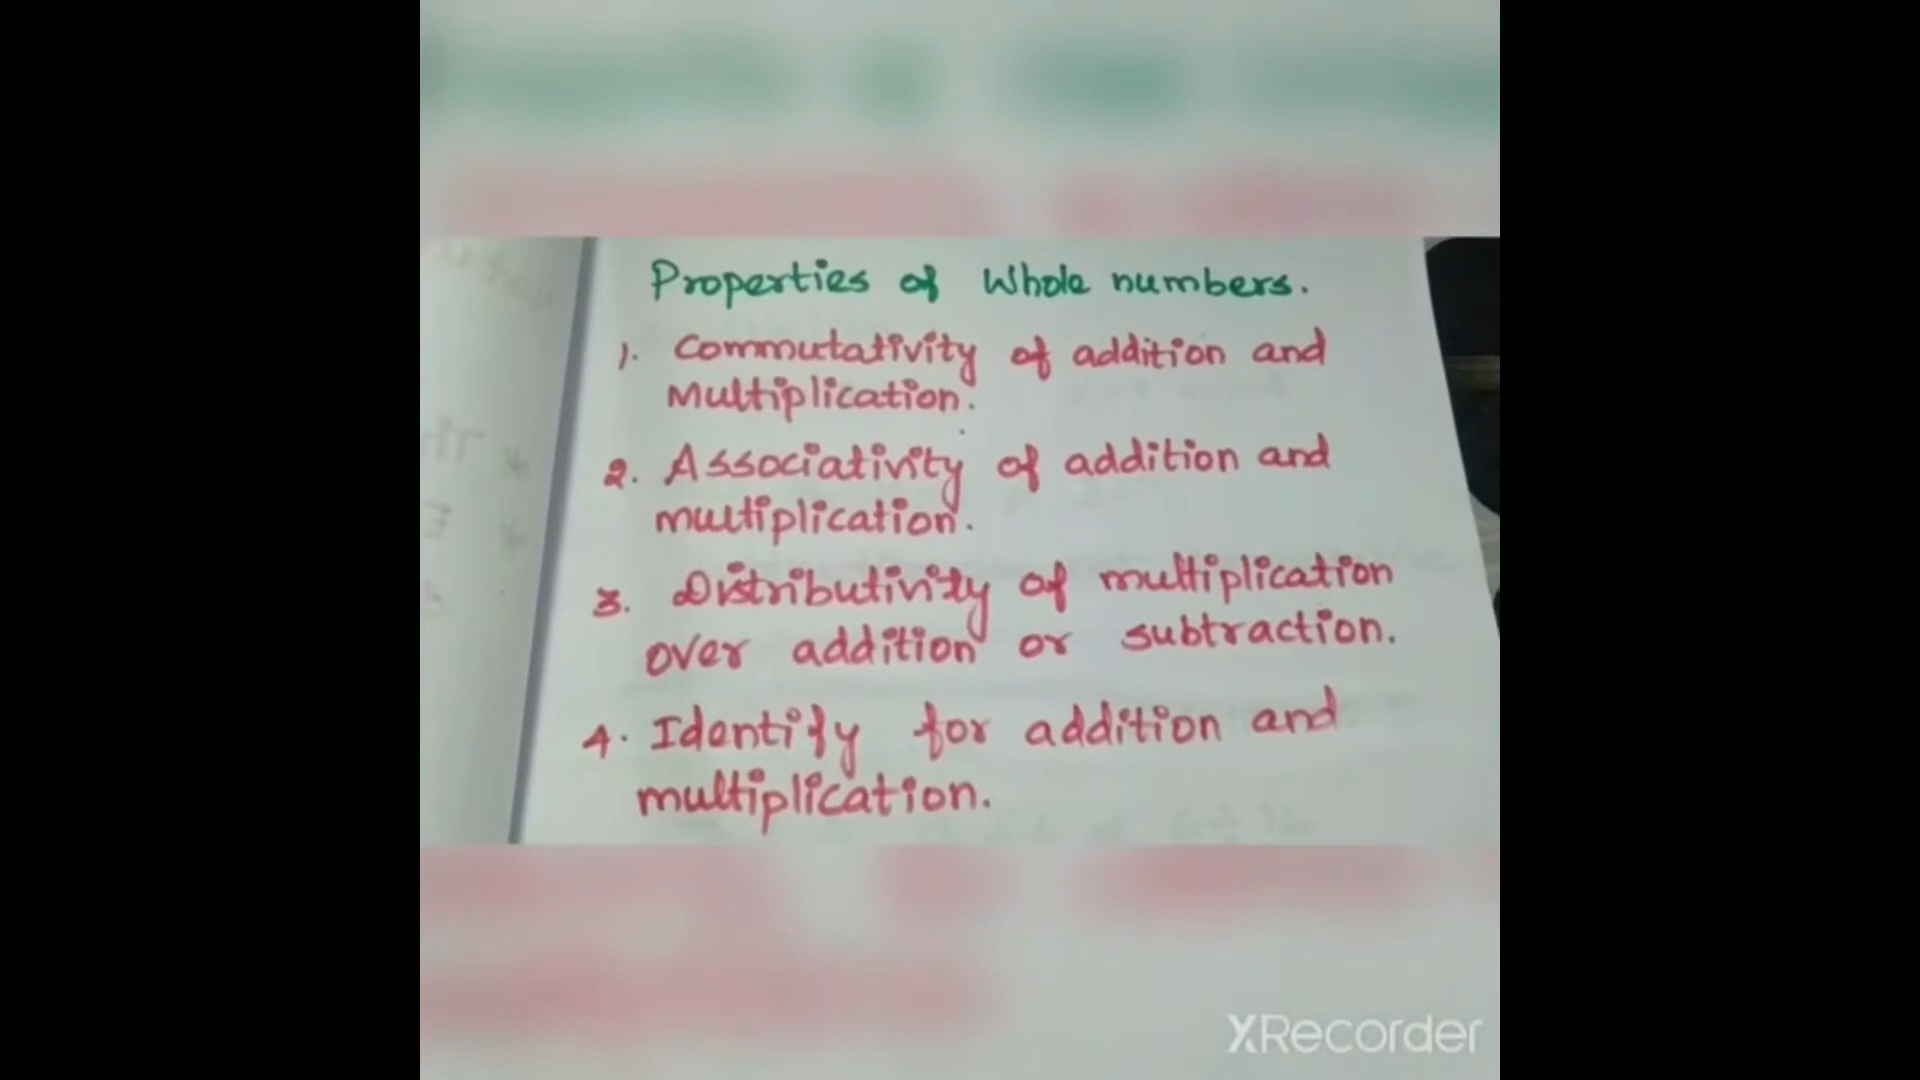 Properties of Whole numbers.
1. Commutativity of addition and
Multiplication.
2. Associativity of addition and
multiplication.
3. Distributivity of multiplication
over addition or subtraction.
4. Identity for addition and
multiplication.
XRecorder